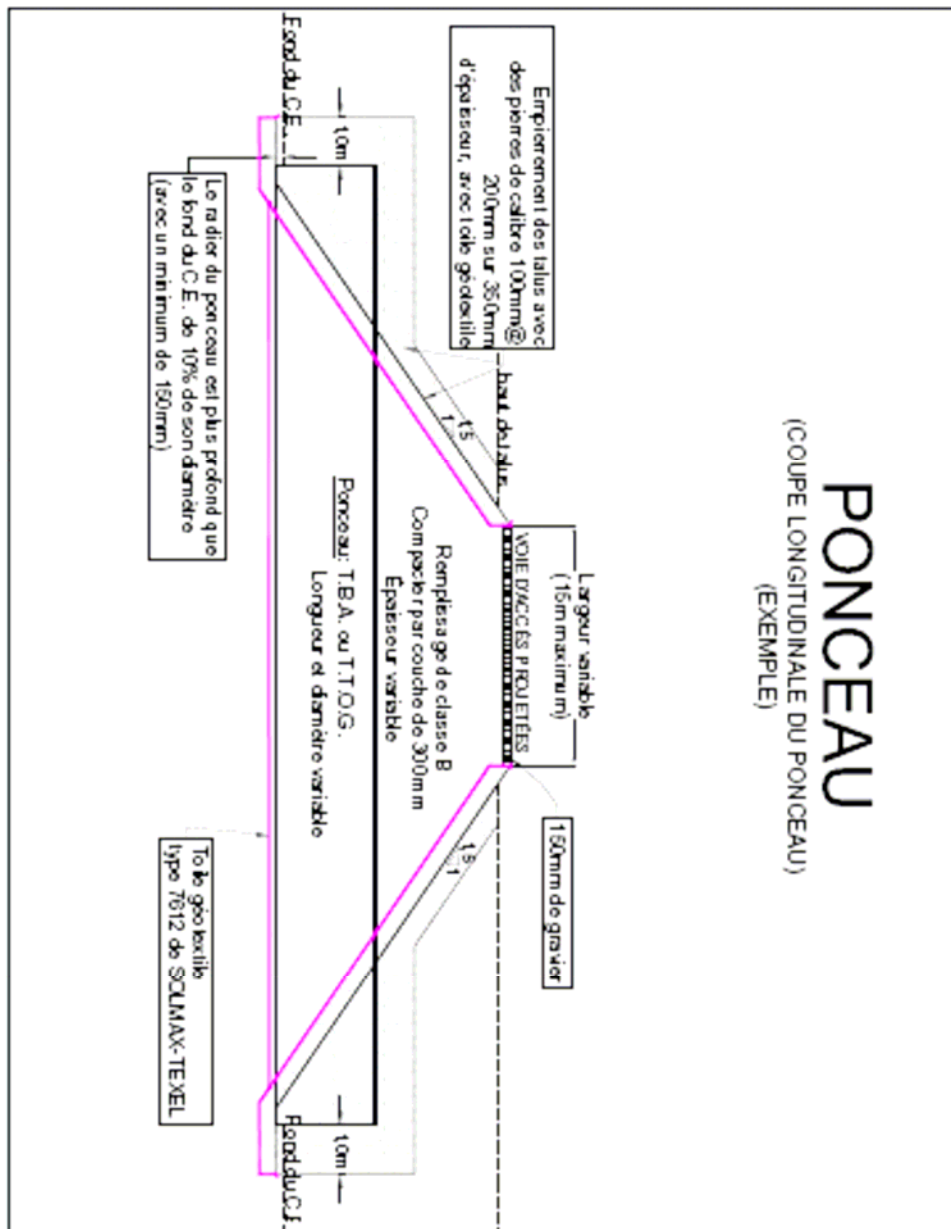 PONCEAU
(COUPE LONGITUDINALE DU PONCEAU)
(EXEMPLE)
Empierrement des talus avec
des pierres de calibre 100mm@
200mm sur 350mm
d'épaisseur, avec toile géotextile
Largeur variable
(15m maximum)
150mm de gravier
haut de talus
VOIE D'ACCÈS PROJETÉES
1.5
1
1.5
1
Remplissage de classe B
Compacter par couche de 300mm
Épaisseur variable
1.0m
Ponceau: T.B.A. ou T.T.O.G.
Longueur et diamètre variable
1.0m
Fond du C.E.
Fond du C.E.
Le radier du ponceau est plus profond que
le fond du C.E. de 10% de son diamètre
(avec un minimum de 150mm)
Toile géotextile
type 7612 de SOLMAX-TEXEL